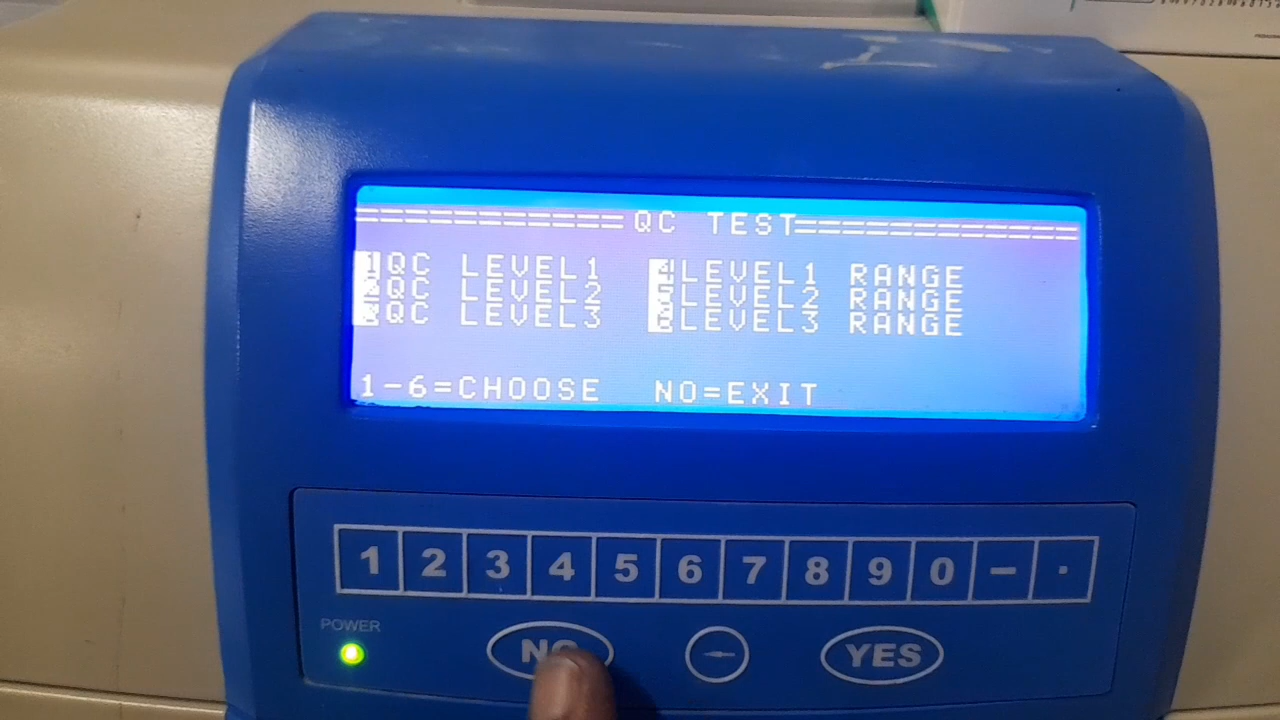 =========== QC TEST============
1QC LEVEL1 4LEVEL1 RANGE
2QC LEVEL2 5LEVEL2 RANGE
3QC LEVEL3 6LEVEL3 RANGE
1-6=CHOOSE NO=EXIT
1 2 3 4 5 6 7 8 9 0 - .
POWER
NO ← YES